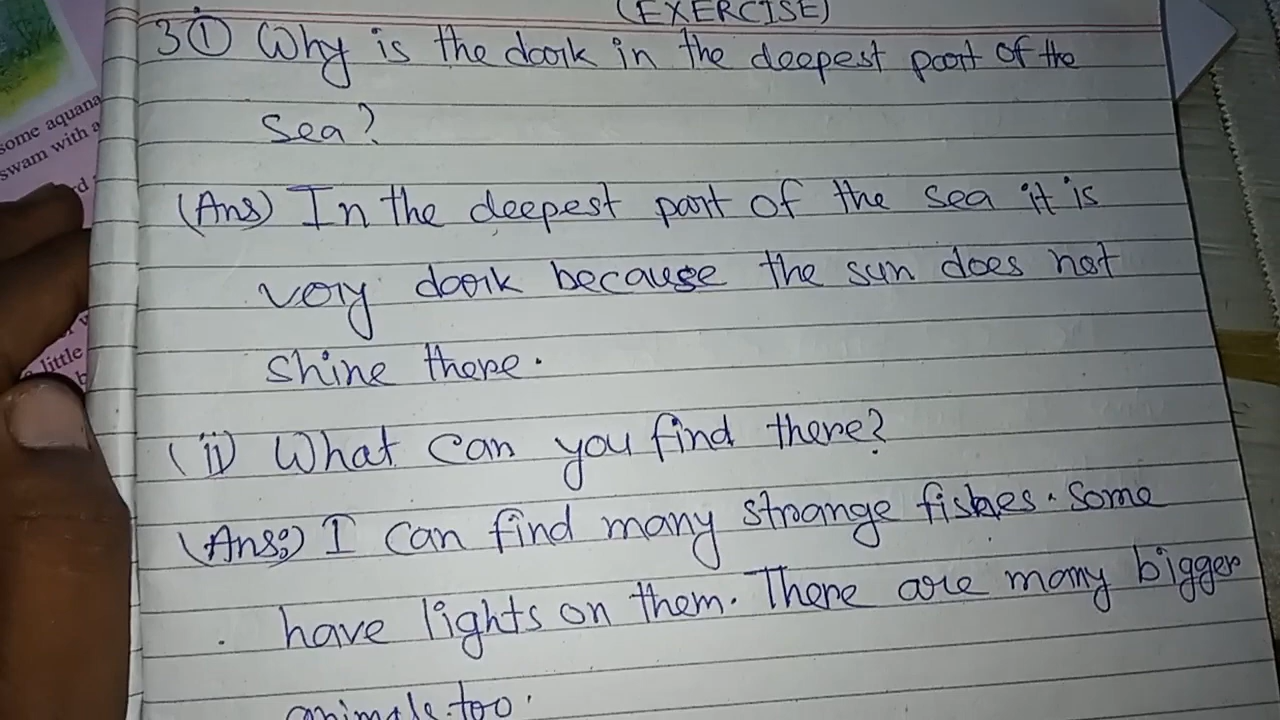 (EXERCISE)
3 (i) Why is the dark in the deepest part of the
sea?
(Ans) In the deepest part of the sea it is
very dark because the sun does not
shine there.
(ii) What can you find there?
(Ans:) I can find many strange fishes. Some
have lights on them. There are many bigger
animals too.
some aquana
swam with a
little